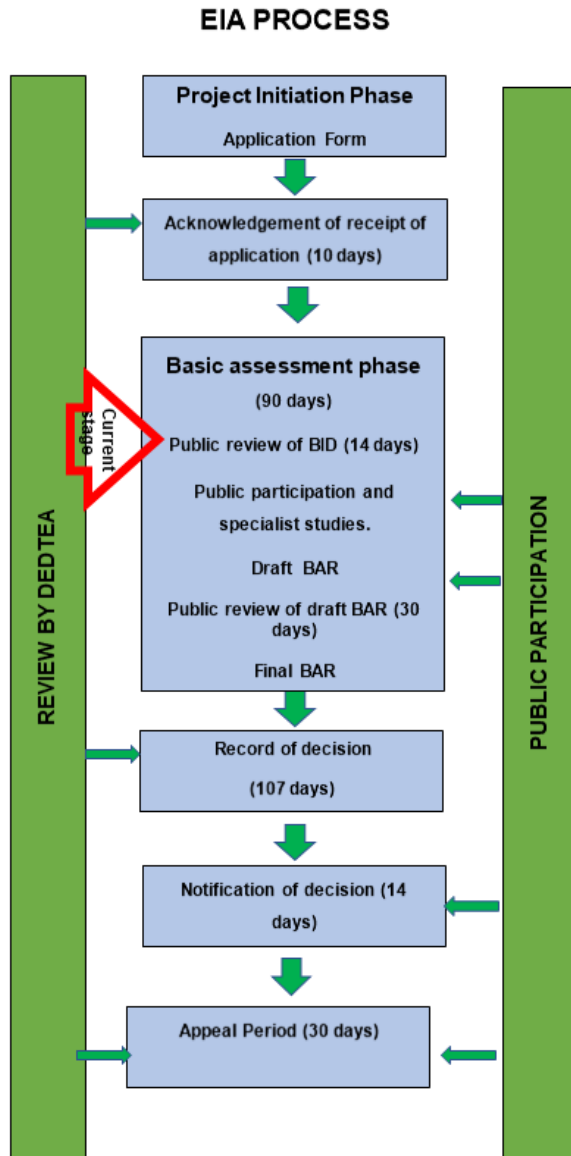 EIA PROCESS
Project Initiation Phase
Application Form
Acknowledgement of receipt of
application (10 days)
Basic assessment phase
(90 days)
Current
stage
Public review of BID (14 days)
Public participation and
specialist studies.
Draft BAR
Public review of draft BAR (30
days)
Final BAR
REVIEW BY DEDTEA
PUBLIC PARTICIPATION
Record of decision
(107 days)
Notification of decision (14
days)
Appeal Period (30 days)